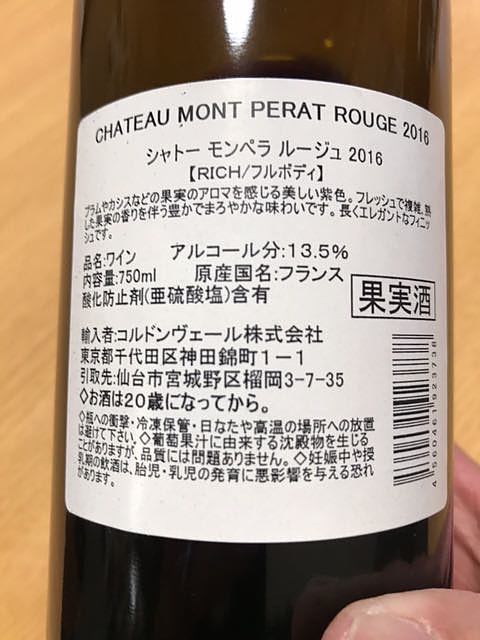 CHATEAU MONT PERAT ROUGE 2016
シャトー モンペラ ルージュ 2016
【RICH/フルボディ】
プラムやカシスなどの果実のアロマを感じる美しい紫色。フレッシュで複雑、熟
した果実の香りを伴う豊かでまろやかな味わいです。長くエレガントなフィニッ
シュです。
品名:ワイン アルコール分:13.5%
内容量:750ml 原産国名:フランス
酸化防止剤(亜硫酸塩)含有
果実酒
輸入者:コルドンヴェール株式会社
東京都千代田区神田錦町1-1
引取先:仙台市宮城野区榴岡3-7-35
◇お酒は20歳になってから。
◇瓶への衝撃・冷凍保管・日なたや高温の場所への放置
は避けて下さい。◇葡萄果汁に由来する沈殿物を生じる
ことがありますが、品質には問題ありません。◇妊娠中や授
乳期の飲酒は、胎児・乳児の発育に悪影響を与える恐れ
があります。
4560461923738